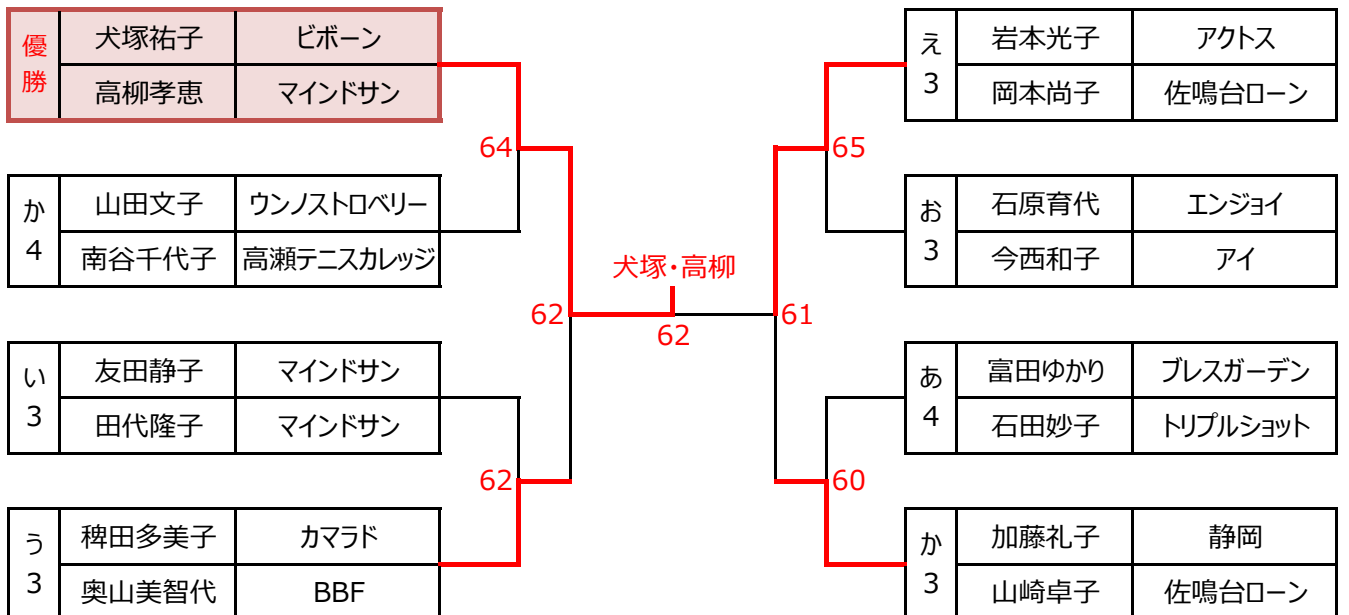 優勝 犬塚祐子 ビボーン
高柳孝恵 マインドサン
え3 岩本光子 アクトス
岡本尚子 佐鳴台ローン
64
65
か4 山田文子 ウンノストロベリー
南谷千代子 高瀬テニスカレッジ
お3 石原育代 エンジョイ
今西和子 アイ
犬塚・高柳
62
62
61
い3 友田静子 マインドサン
田代隆子 マインドサン
あ4 富田ゆかり ブレスガーデン
石田妙子 トリプルショット
62
60
う3 稗田多美子 カマラド
奥山美智代 BBF
か3 加藤礼子 静岡
山崎卓子 佐鳴台ローン